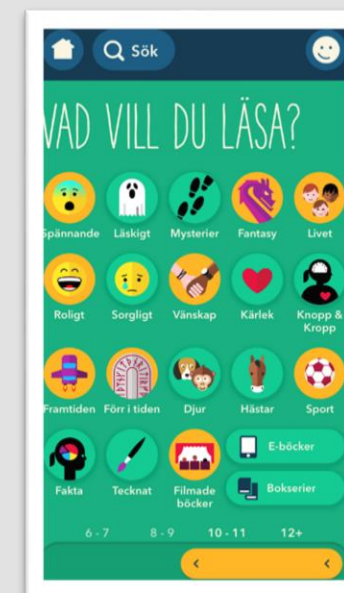 Sök
VAD VILL DU LÄSA?
Spännande Läskigt Mysterier Fantasy Livet
Roligt Sorgligt Vänskap Kärlek Knopp &
Kropp
Framtiden Förr i tiden Djur Hästar Sport
E-böcker
Bokserier
Fakta Tecknat Filmade
böcker
6 - 7 8 - 9 10 - 11 12+